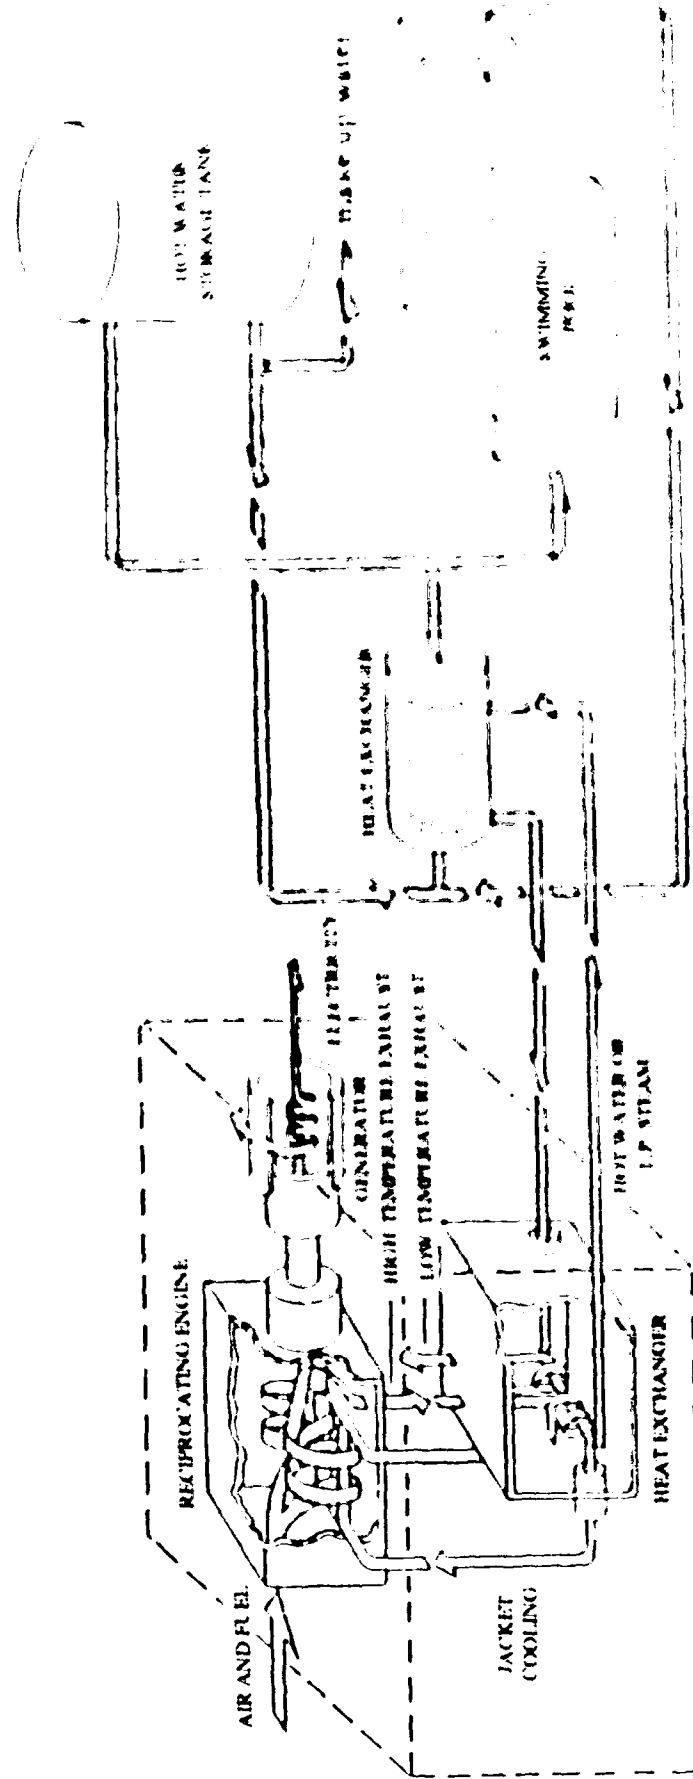 AIR AND FUEL
RECIPROCATING ENGINE
JACKET
COOLING
HEAT EXCHANGER
GENERATOR
ELECTRICITY
HIGH TEMPERATURE EXHAUST
LOW TEMPERATURE EXHAUST
HOT WATER OR
L.P. STEAM
HEAT EXCHANGER
HOT WATER
STORAGE TANK
make up water
SWIMMING
POOL